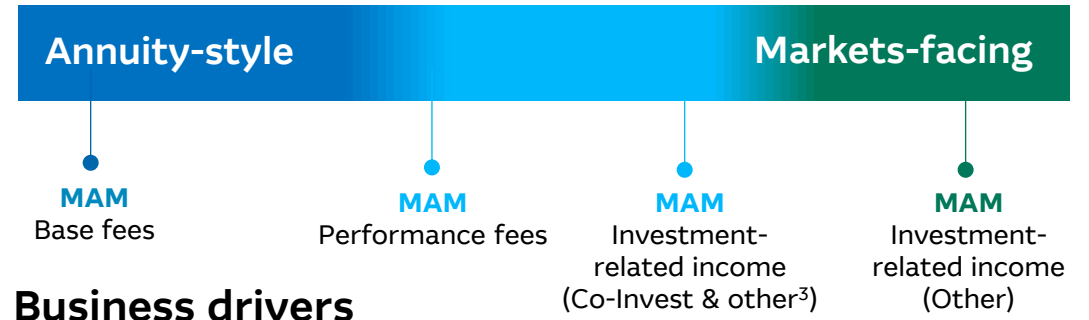 Annuity-style
Markets-facing
MAM
Base fees
MAM
Performance fees
MAM
Investment-
related income
(Co-Invest & other³)
MAM
Investment-
related income
(Other)
Business drivers